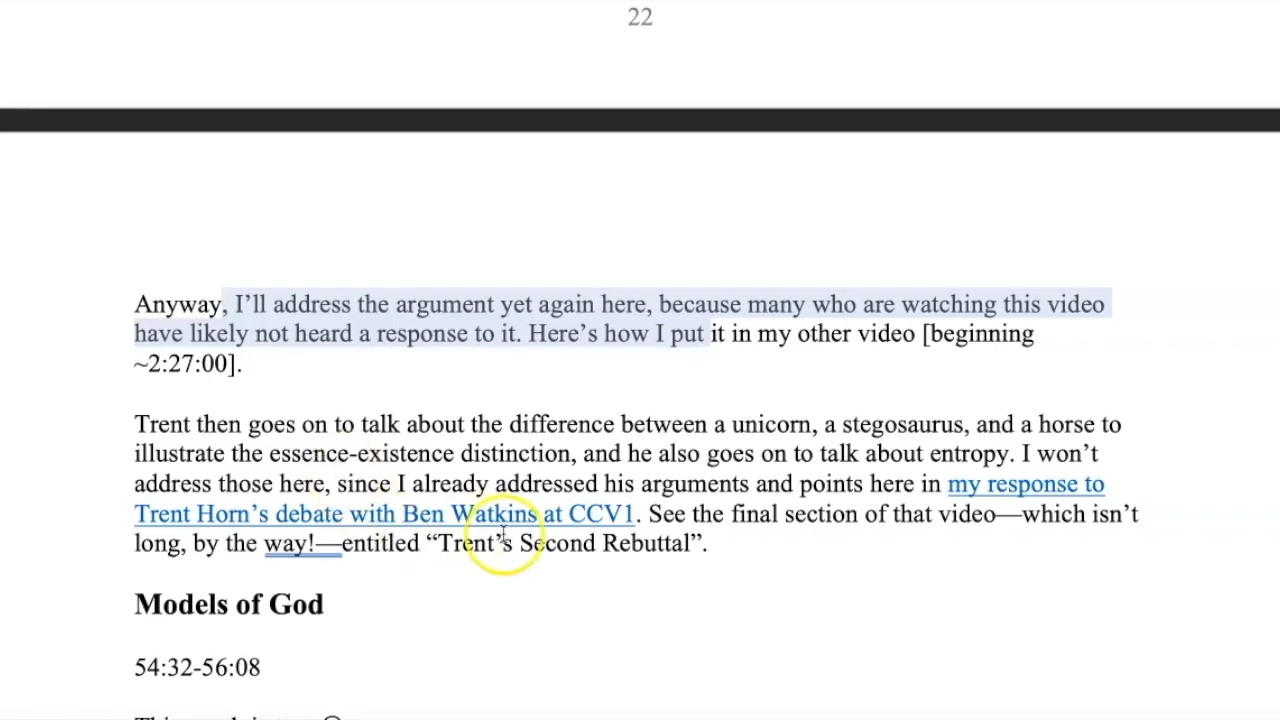 22
Anyway, I’ll address the argument yet again here, because many who are watching this video
have likely not heard a response to it. Here’s how I put it in my other video [beginning
~2:27:00].
Trent then goes on to talk about the difference between a unicorn, a stegosaurus, and a horse to
illustrate the essence-existence distinction, and he also goes on to talk about entropy. I won’t
address those here, since I already addressed his arguments and points here in my response to
Trent Horn’s debate with Ben Watkins at CCV1. See the final section of that video—which isn’t
long, by the way!—entitled “Trent’s Second Rebuttal”.
Models of God
54:32-56:08